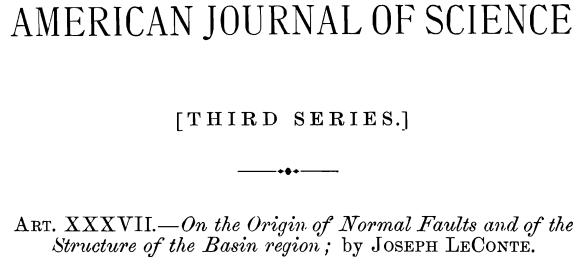 AMERICAN JOURNAL OF SCIENCE
[THIRD SERIES.]
ART. XXXVII.—On the Origin of Normal Faults and of the
Structure of the Basin region; by JOSEPH LECONTE.